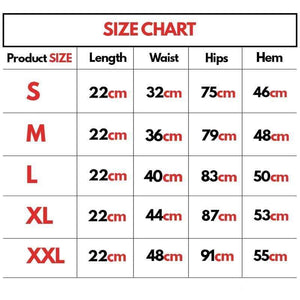 SIZE CHART
Product SIZE Length Waist Hips Hem
S 22cm 32cm 75cm 46cm
M 22cm 36cm 79cm 48cm
L 22cm 40cm 83cm 50cm
XL 22cm 44cm 87cm 53cm
XXL 22cm 48cm 91cm 55cm